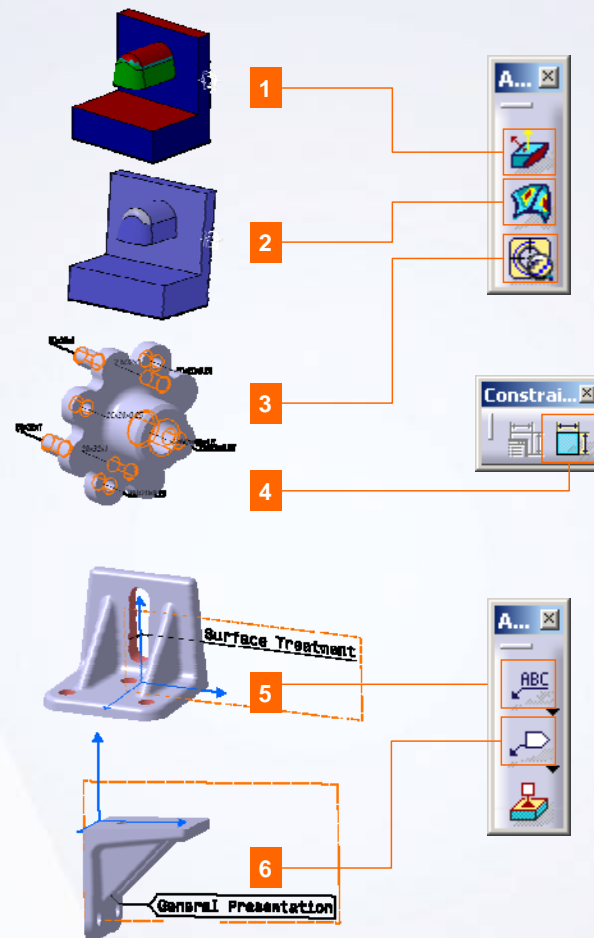 1
A...
2
3
Constrai...
4
Surface Treatment
A...
ABC
5
6
General Presentation